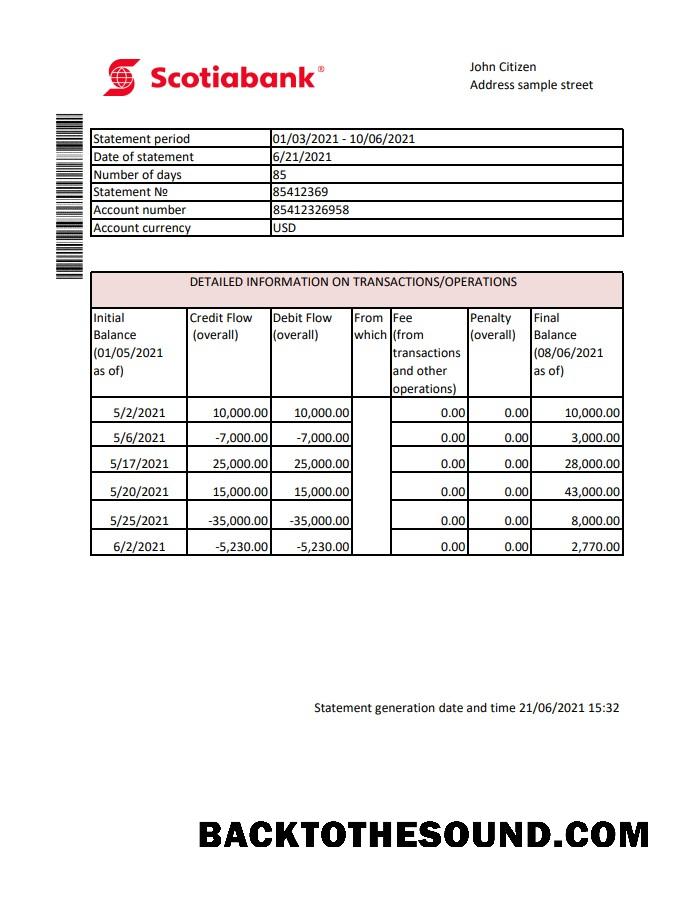 Scotiabank®
John Citizen
Address sample street
Statement period 01/03/2021 - 10/06/2021
Date of statement 6/21/2021
Number of days 85
Statement № 85412369
Account number 85412326958
Account currency USD
DETAILED INFORMATION ON TRANSACTIONS/OPERATIONS
Initial Credit Flow Debit Flow From Fee Penalty Final
Balance (overall) (overall) which (from (overall) Balance
(01/05/2021 transactions (08/06/2021
as of) and other as of)
operations)
5/2/2021 10,000.00 10,000.00 0.00 0.00 10,000.00
5/6/2021 -7,000.00 -7,000.00 0.00 0.00 3,000.00
5/17/2021 25,000.00 25,000.00 0.00 0.00 28,000.00
5/20/2021 15,000.00 15,000.00 0.00 0.00 43,000.00
5/25/2021 -35,000.00 -35,000.00 0.00 0.00 8,000.00
6/2/2021 -5,230.00 -5,230.00 0.00 0.00 2,770.00
Statement generation date and time 21/06/2021 15:32
BACKTOTHESOUND.COM